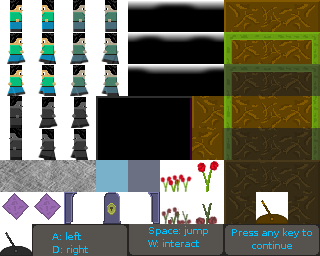 A: left
D: right
Space: jump
W: interact
Press any key to
continue